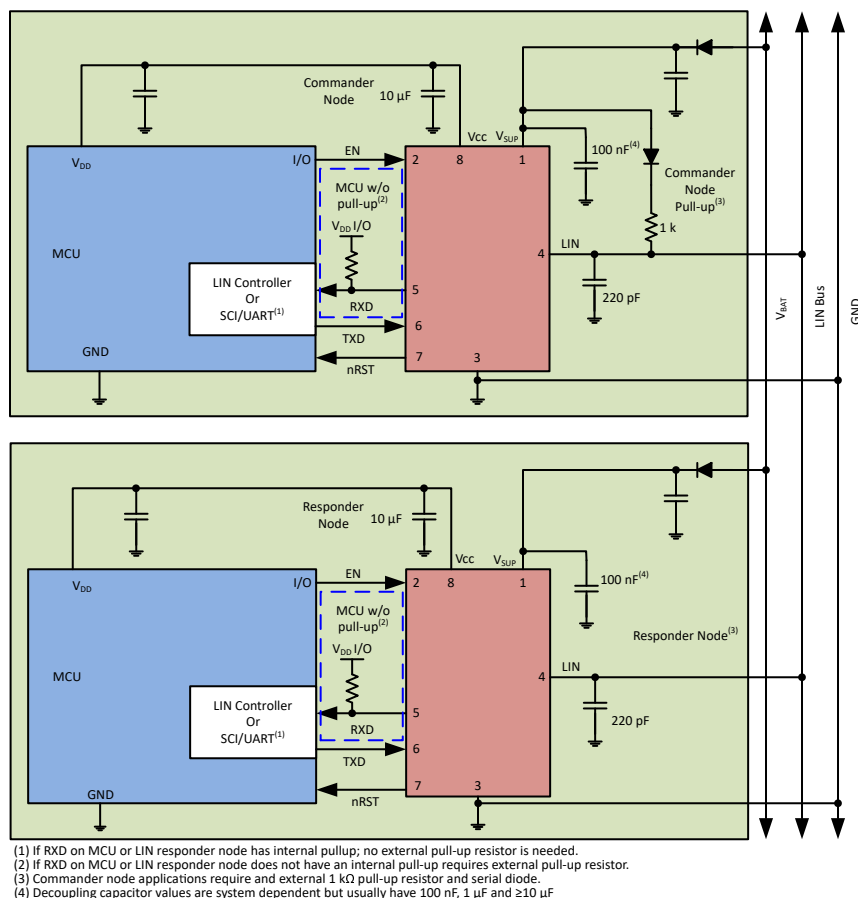 Commander
Node
10 µF
Vcc
V_SUP
V_DD
I/O
EN
2
8
1
100 nF(4)
Commander
Node
Pull-up(3)
1 k
MCU w/o
pull-up(2)
V_DD I/O
MCU
LIN
4
LIN Controller
Or
SCI/UART(1)
5
RXD
220 pF
6
TXD
GND
7
nRST
3
V_BAT
LIN Bus
GND
Responder
Node
10 µF
Vcc
V_SUP
V_DD
I/O
EN
2
8
1
100 nF(4)
MCU w/o
pull-up(2)
V_DD I/O
Responder Node(3)
MCU
LIN
4
LIN Controller
Or
SCI/UART(1)
5
RXD
220 pF
6
TXD
GND
7
nRST
3
(1) If RXD on MCU or LIN responder node has internal pullup; no external pull-up resistor is needed.
(2) If RXD on MCU or LIN responder node does not have an internal pull-up requires external pull-up resistor.
(3) Commander node applications require and external 1 kΩ pull-up resistor and serial diode.
(4) Decoupling capacitor values are system dependent but usually have 100 nF, 1 µF and ≥10 µF